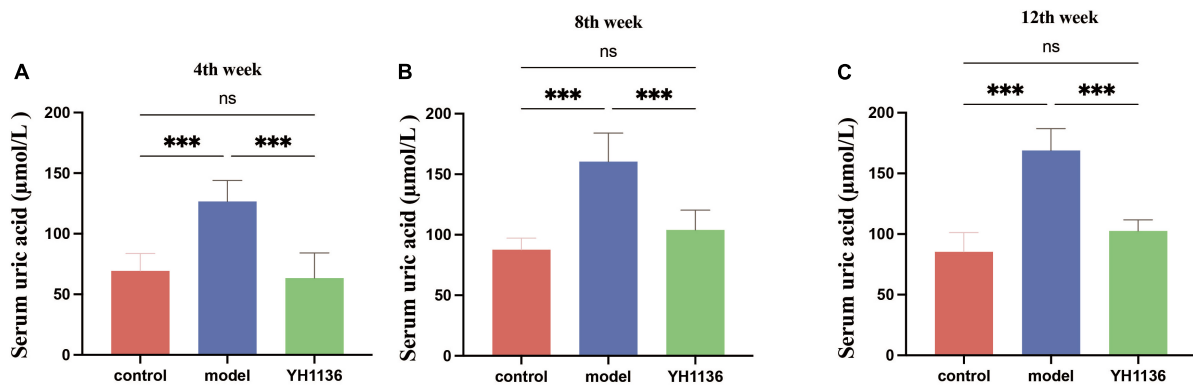 A
4th week
ns
*** ***
Serum uric acid (µmol/L )
200
150
100
50
0
control model YH1136
B
8th week
ns
*** ***
Serum uric acid (µmol/L )
200
150
100
50
0
control model YH1136
C
12th week
ns
*** ***
Serum uric acid (µmol/L )
200
150
100
50
0
control model YH1136